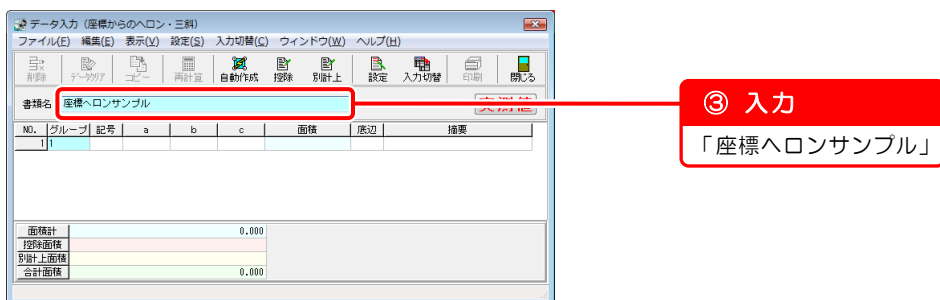 データ入力 (座標からのヘロン・三斜)
ファイル(F) 編集(E) 表示(V) 設定(S) 入力切替(C) ウィンドウ(W) ヘルプ(H)
削除 データクリア コピー 再計算 自動作成 控除 別計上 設定 入力切替 印刷 閉じる
書類名 座標ヘロンサンプル 実測値
NO. グループ 記号 a b c 面積 底辺 摘要
1 1
面積計 0.000
控除面積
別計上面積
合計面積 0.000
③ 入力
「座標ヘロンサンプル」